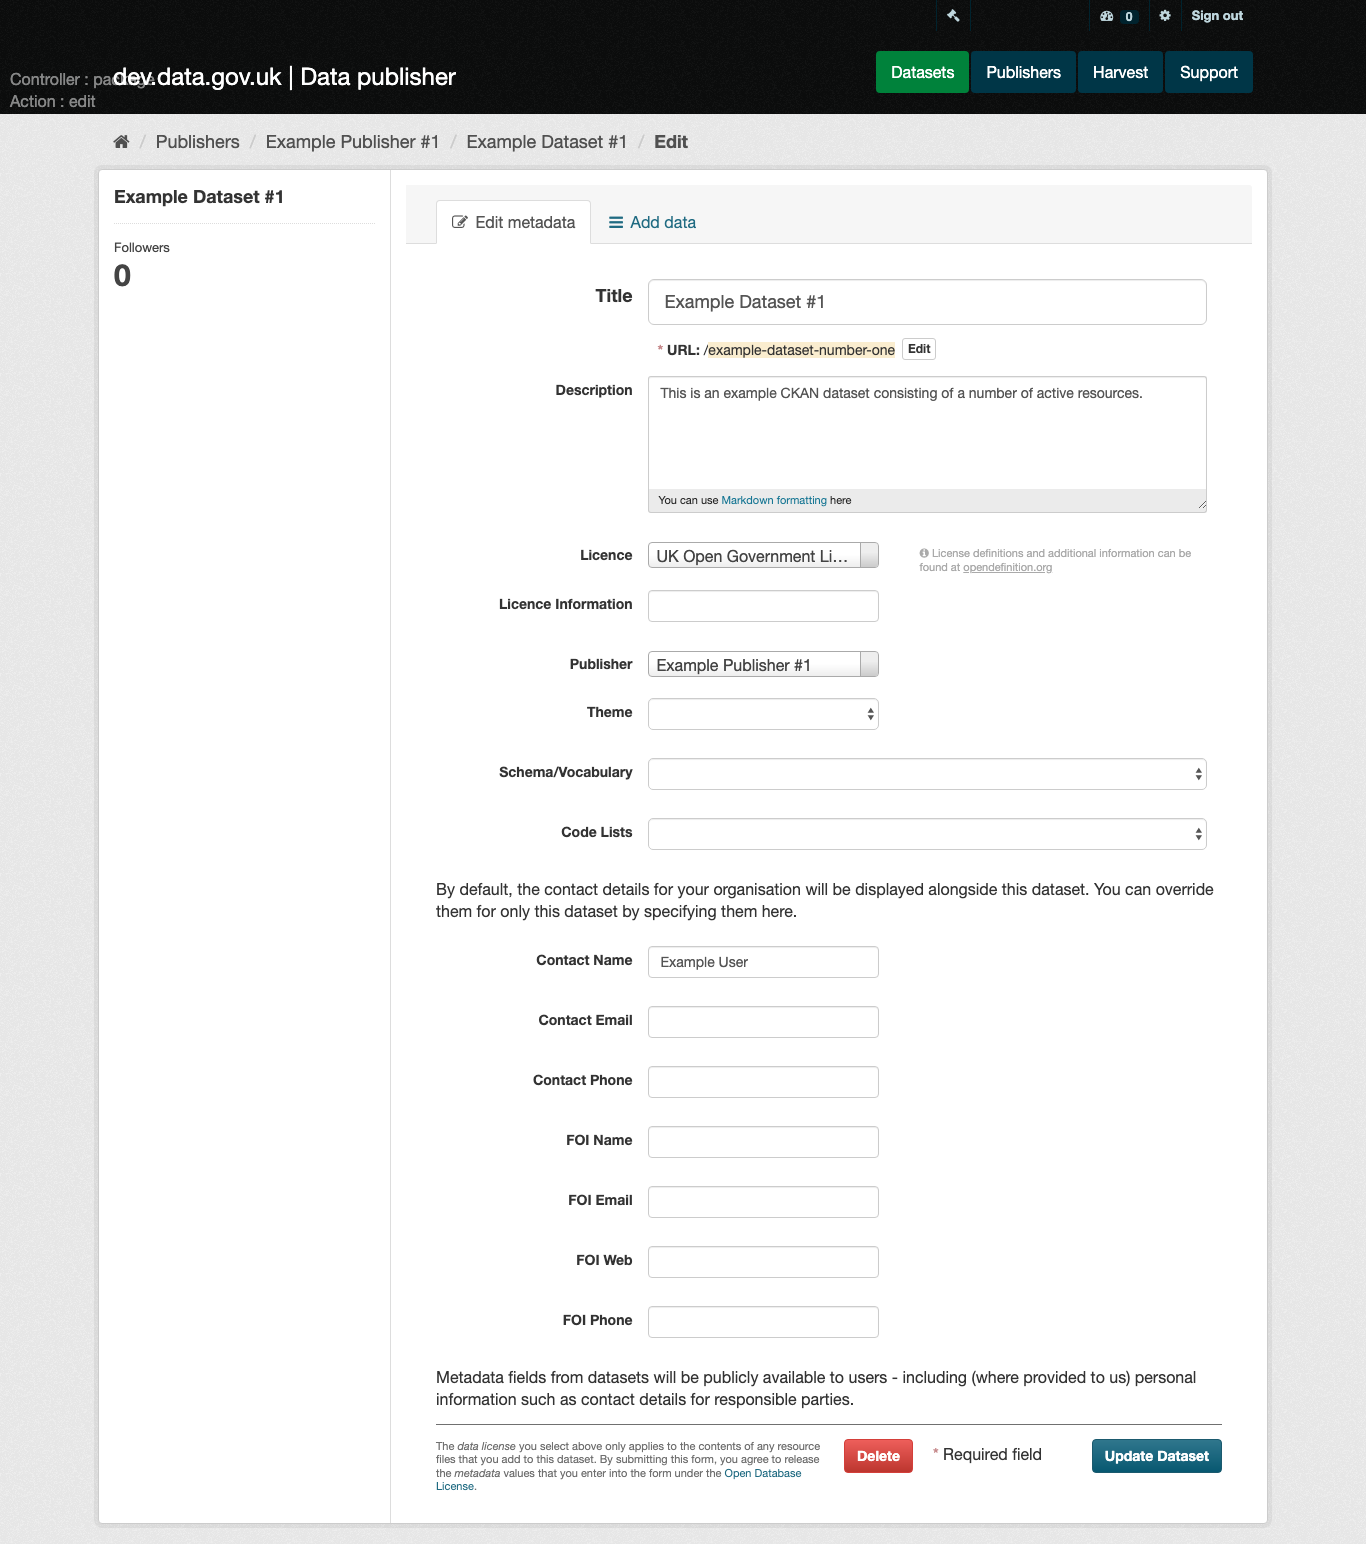 0
Sign out
Controller : package
Action : edit
dev.data.gov.uk | Data publisher
Datasets
Publishers
Harvest
Support
/ Publishers / Example Publisher #1 / Example Dataset #1 / Edit
Example Dataset #1
Followers
0
Edit metadata
Add data
Title
Example Dataset #1
* URL: /example-dataset-number-one Edit
Description
This is an example CKAN dataset consisting of a number of active resources.
You can use Markdown formatting here
Licence
UK Open Government Li...
License definitions and additional information can be
found at opendefinition.org
Licence Information
Publisher
Example Publisher #1
Theme
Schema/Vocabulary
Code Lists
By default, the contact details for your organisation will be displayed alongside this dataset. You can override
them for only this dataset by specifying them here.
Contact Name
Example User
Contact Email
Contact Phone
FOI Name
FOI Email
FOI Web
FOI Phone
Metadata fields from datasets will be publicly available to users - including (where provided to us) personal
information such as contact details for responsible parties.
The data license you select above only applies to the contents of any resource
files that you add to this dataset. By submitting this form, you agree to release
the metadata values that you enter into the form under the Open Database
License.
Delete
* Required field
Update Dataset